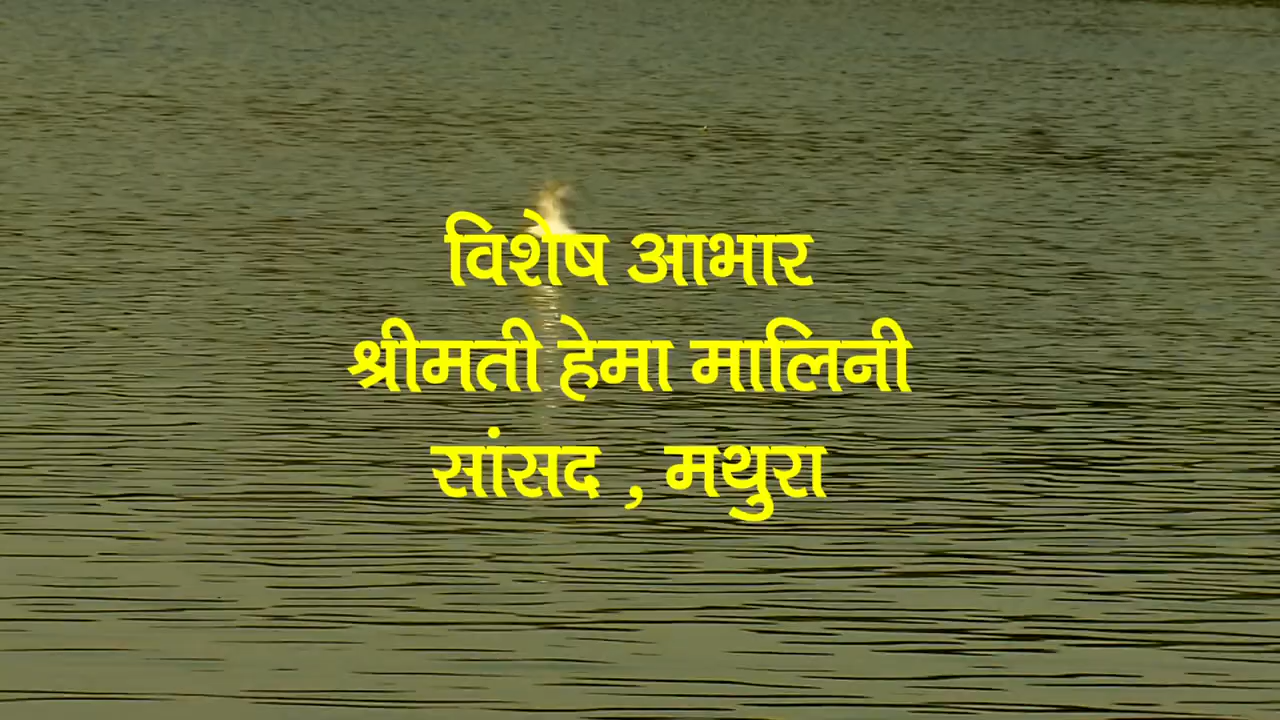 विशेष आभार
श्रीमती हेमा मालिनी
सांसद , मथुरा